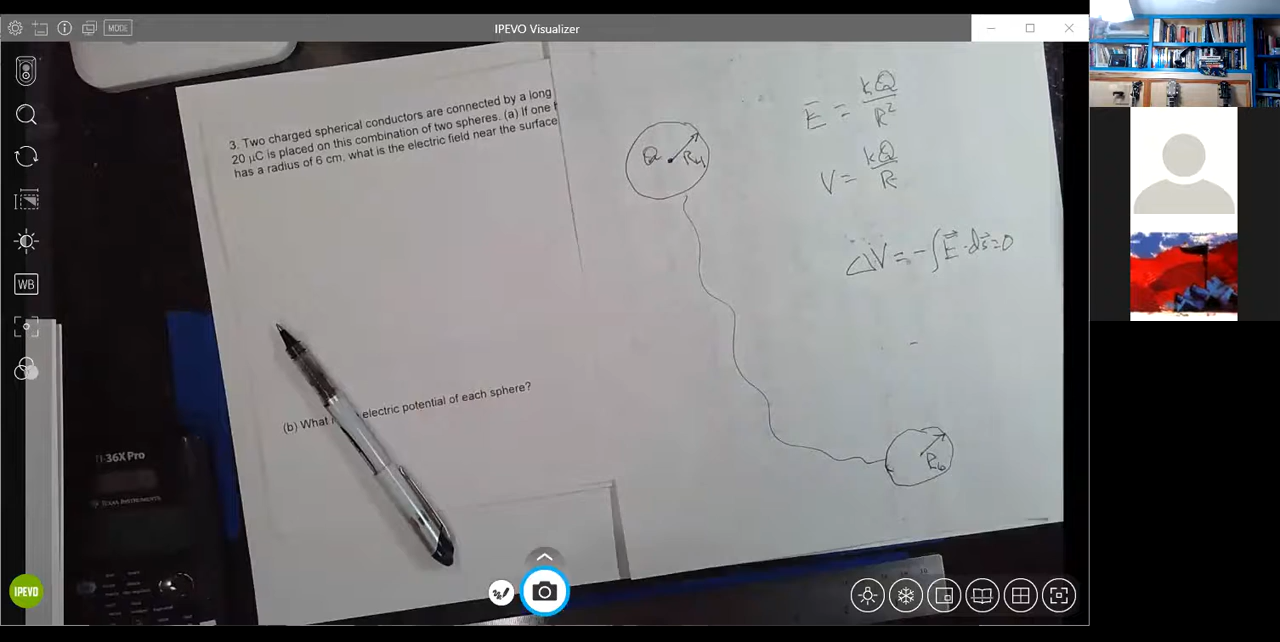 MODE
IPEVO Visualizer
3. Two charged spherical conductors are connected by a long
20 μC is placed on this combination of two spheres. (a) If one
has a radius of 6 cm. what is the electric field near the surface
(b) What electric potential of each sphere?
Q R4
E = kQ/R²
V = kQ/R
ΔV = -∫E⃗·ds⃗=0
R6
WB
-36X Pro
TEXAS INSTRUMENTS
IPEVO